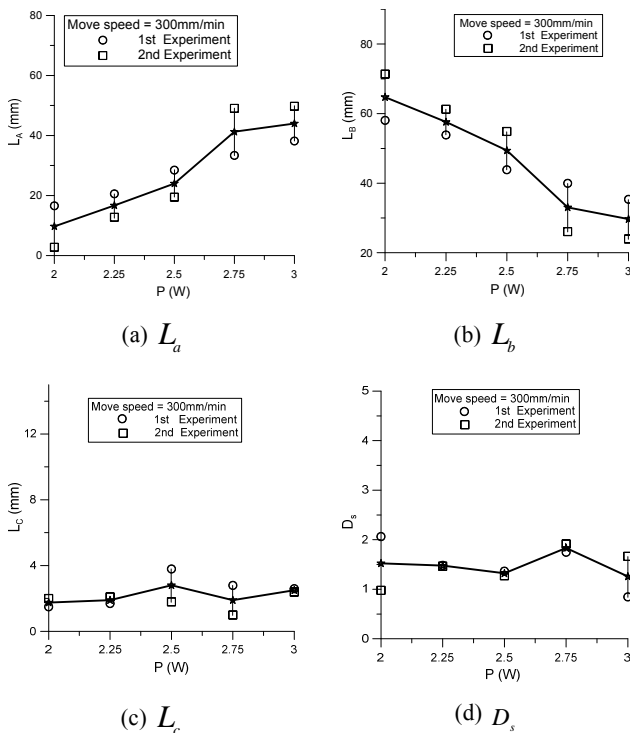 Move speed = 300mm/min
1st Experiment
2nd Experiment
60
40
20
0
L_A (mm)
2 2.25 2.5 2.75 3
P (W)
(a) L_a
Move speed = 300mm/min
1st Experiment
2nd Experiment
80
60
40
20
L_B (mm)
2 2.25 2.5 2.75 3
P (W)
(b) L_b
Move speed = 300mm/min
1st Experiment
2nd Experiment
12
8
4
0
L_C (mm)
2 2.25 2.5 2.75 3
P (W)
(c) L_c
Move speed = 300mm/min
1st Experiment
2nd Experiment
5
4
3
2
1
0
D_s
2 2.25 2.5 2.75 3
P (W)
(d) D_s